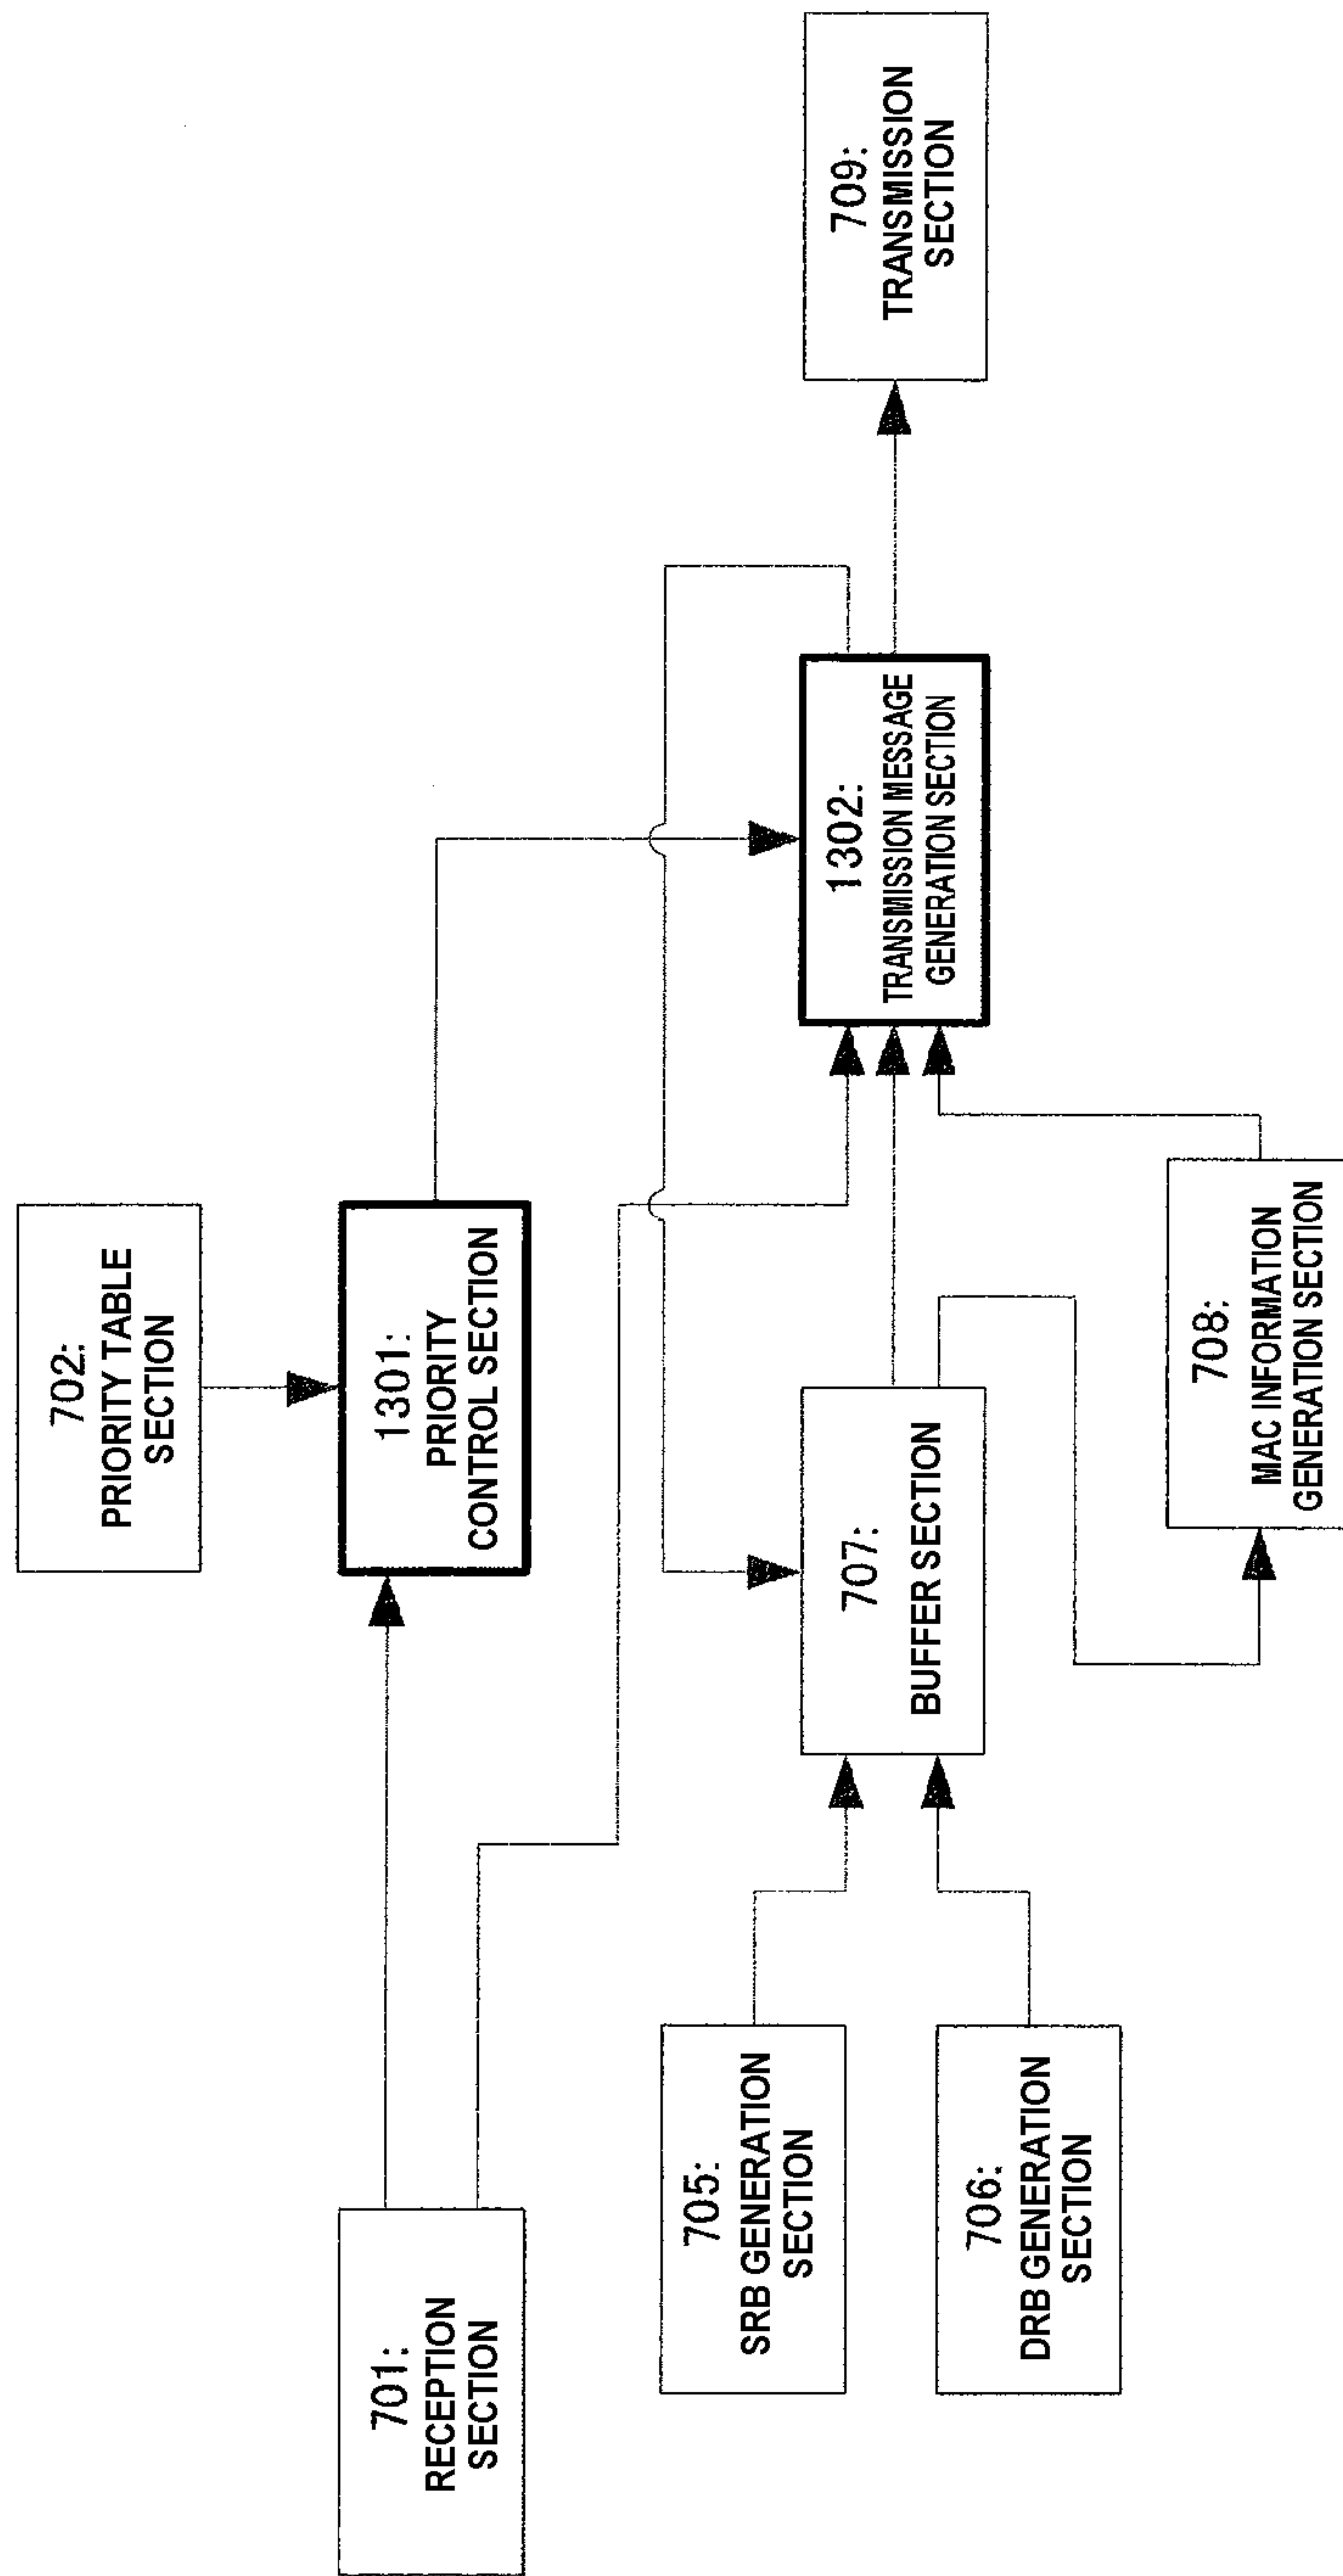 701:
RECEPTION
SECTION
702:
PRIORITY TABLE
SECTION
1301:
PRIORITY
CONTROL SECTION
705:
SRB GENERATION
SECTION
706:
DRB GENERATION
SECTION
707:
BUFFER SECTION
708:
MAC INFORMATION
GENERATION SECTION
1302:
TRANSMISSION MESSAGE
GENERATION SECTION
709:
TRANSMISSION
SECTION